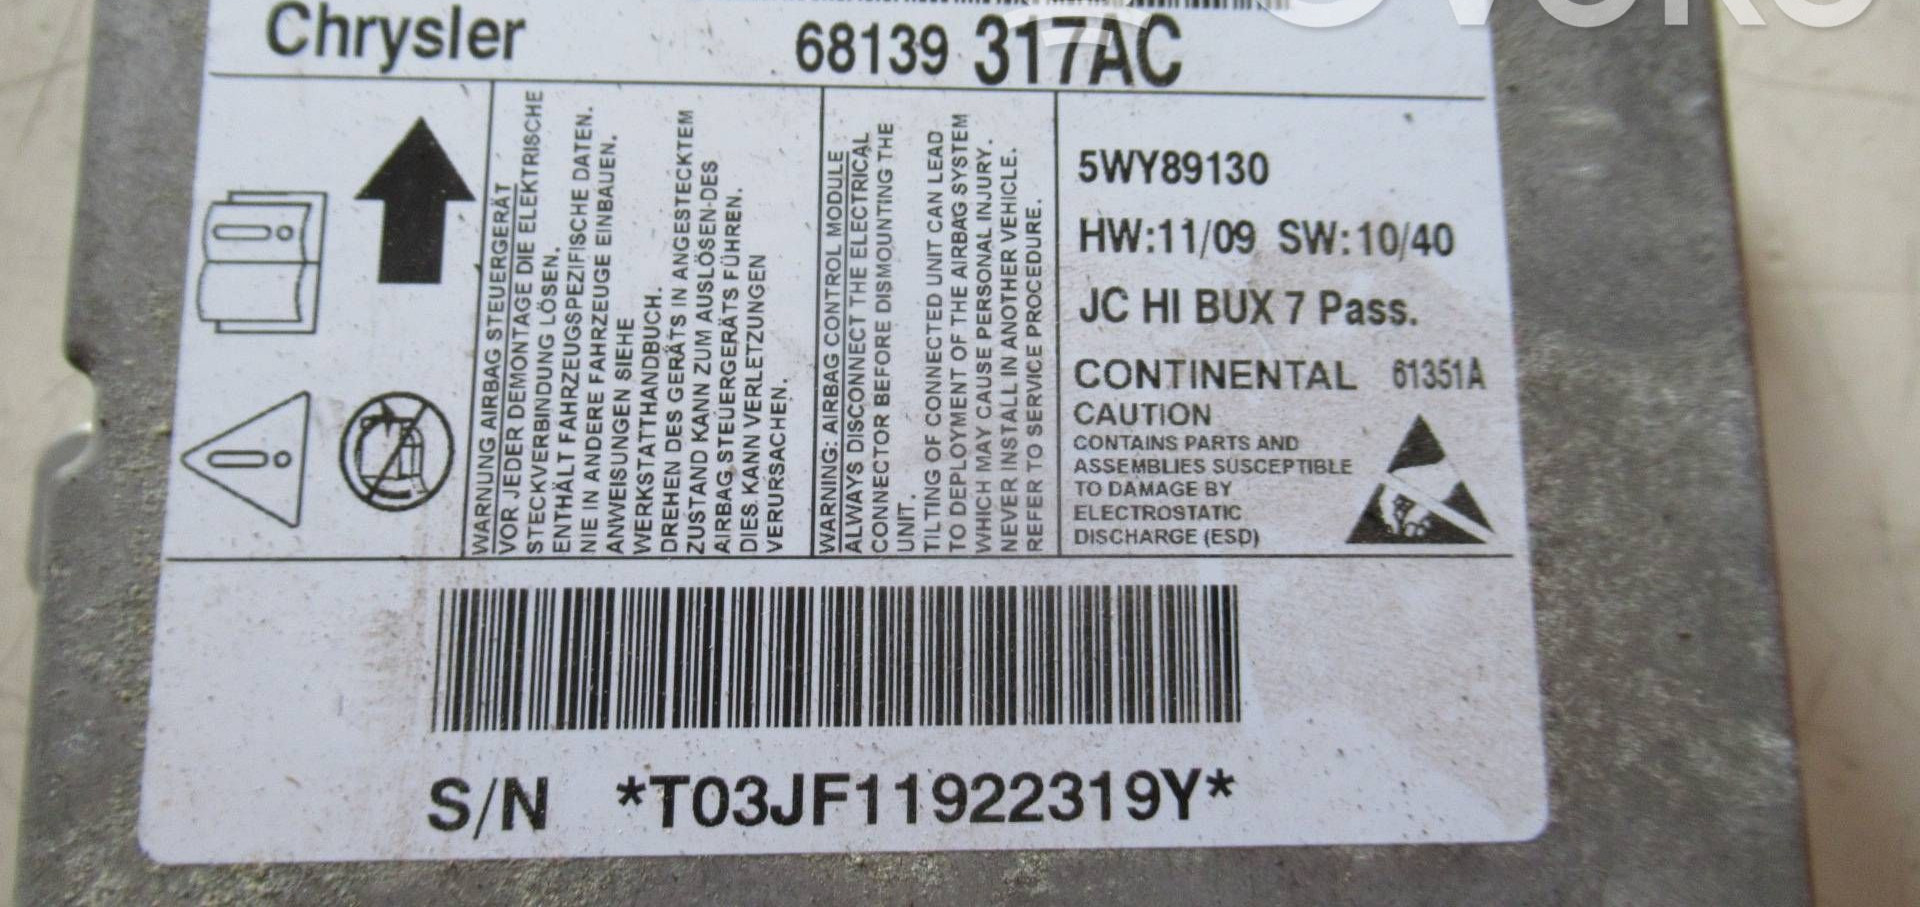 Chrysler 68139 317AC
WARNUNG AIRBAG STEUERGERÄT
VOR JEDER DEMONTAGE DIE ELEKTRISCHE
STECKVERBINDUNG LÖSEN.
ENTHÄLT FAHRZEUGSPEZIFISCHE DATEN.
NIE IN ANDERE FAHRZEUGE EINBAUEN.
ANWEISUNGEN SIEHE
WERKSTATTHANDBUCH.
DREHEN DES GERÄTS IN ANGESTECKTEM
ZUSTAND KANN ZUM AUSLÖSEN-DES
AIRBAG.STEUERGERÄTS FÜHREN.
DIES KANN VERLETZUNGEN
VERURSACHEN.
WARNING: AIRBAG CONTROL MODULE
ALWAYS DISCONNECT THE ELECTRICAL
CONNECTOR BEFORE DISMOUNTING THE
UNIT.
TILTING OF CONNECTED UNIT CAN LEAD
TO DEPLOYMENT OF THE AIRBAG SYSTEM
WHICH MAY CAUSE PERSONAL INJURY.
NEVER INSTALL IN ANOTHER VEHICLE.
REFER TO SERVICE PROCEDURE.
5WY89130
HW:11/09 SW:10/40
JC HI BUX 7 Pass.
CONTINENTAL 61351A
CAUTION
CONTAINS PARTS AND
ASSEMBLIES SUSCEPTIBLE
TO DAMAGE BY
ELECTROSTATIC
DISCHARGE (ESD)
S/N *T03JF11922319Y*